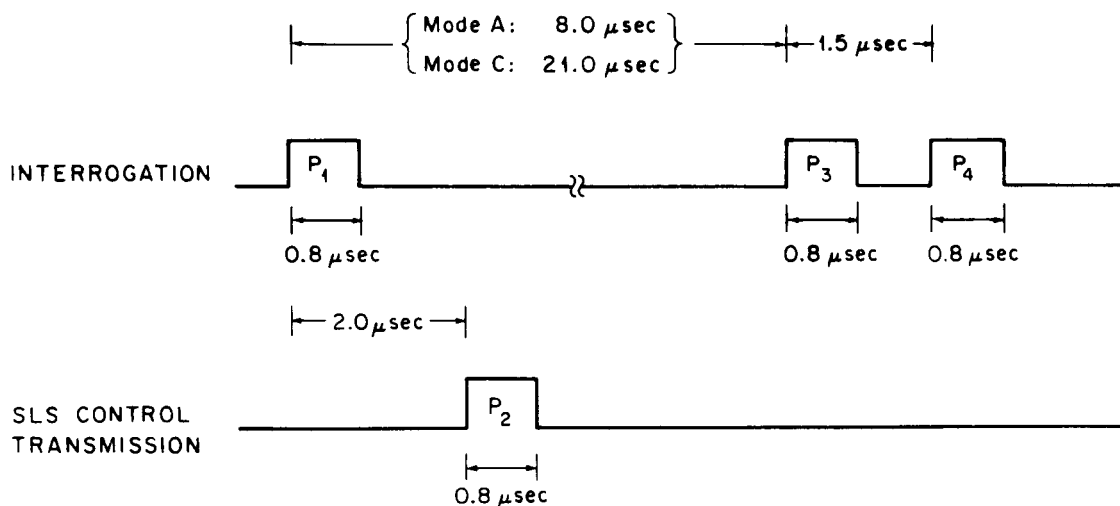 Mode A: 8.0 μsec
Mode C: 21.0 μsec
1.5 μsec
INTERROGATION
P1
P3
P4
0.8 μsec
0.8 μsec
0.8 μsec
2.0 μsec
SLS CONTROL
TRANSMISSION
P2
0.8 μsec